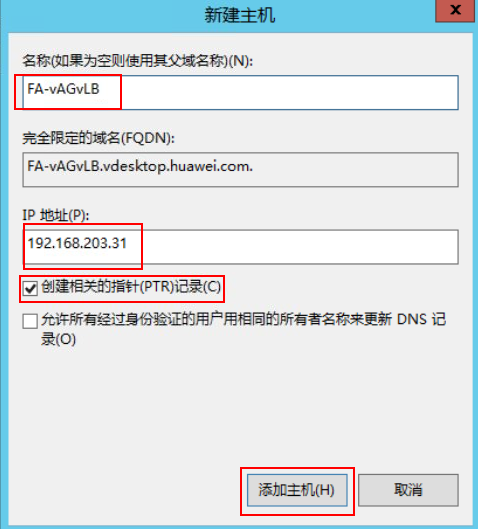 新建主机
x
名称(如果为空则使用其父域名称)(N):
FA-vAGvLB
完全限定的域名(FQDN):
FA-vAGvLB.vdesktop.huawei.com.
IP 地址(P):
192.168.203.31
创建相关的指针(PTR)记录(C)
允许所有经过身份验证的用户用相同的所有者名称来更新 DNS 记
录(O)
添加主机(H)
取消